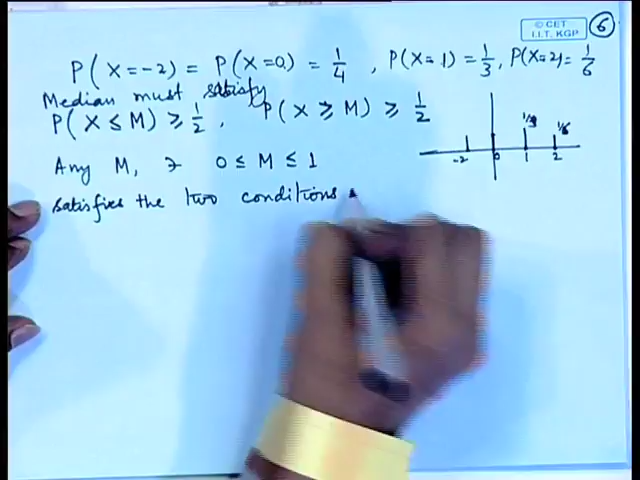 © CET
I.I.T. KGP
6
P(X=-2) = P(X=0) = 1/4, P(X=1) = 1/3, P(X=2) = 1/6
Median must satisfy
P(X ≤ M) ≥ 1/2, P(X ≥ M) ≥ 1/2
1/3 1/6
-2 0 1 2
Any M, ∋ 0 ≤ M ≤ 1
satisfies the two conditions